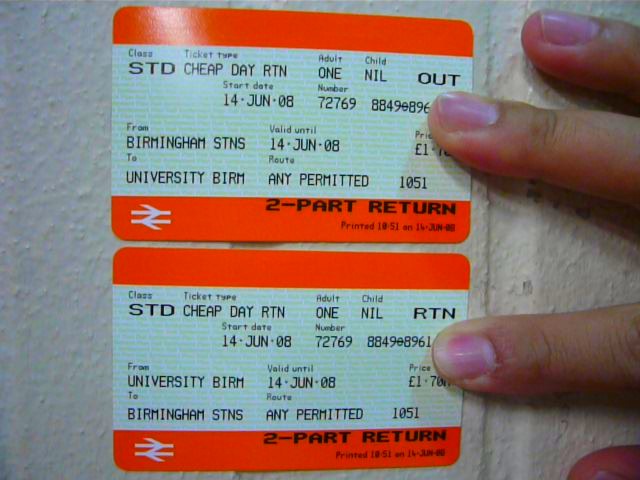 Class Ticket type Adult Child
STD CHEAP DAY RTN ONE NIL OUT
Start date Number
14·JUN·08 72769 88490896
From Valid until
BIRMINGHAM STNS 14·JUN·08
To Route
UNIVERSITY BIRM ANY PERMITTED 1051
2-PART RETURN
Printed 10:51 on 14·JUN·08
Class Ticket type Adult Child
STD CHEAP DAY RTN ONE NIL RTN
Start date Number
14·JUN·08 72769 884908961
From Valid until Price
UNIVERSITY BIRM 14·JUN·08 £1·70
To Route
BIRMINGHAM STNS ANY PERMITTED 1051
2-PART RETURN
Printed 10:51 on 14·JUN·08